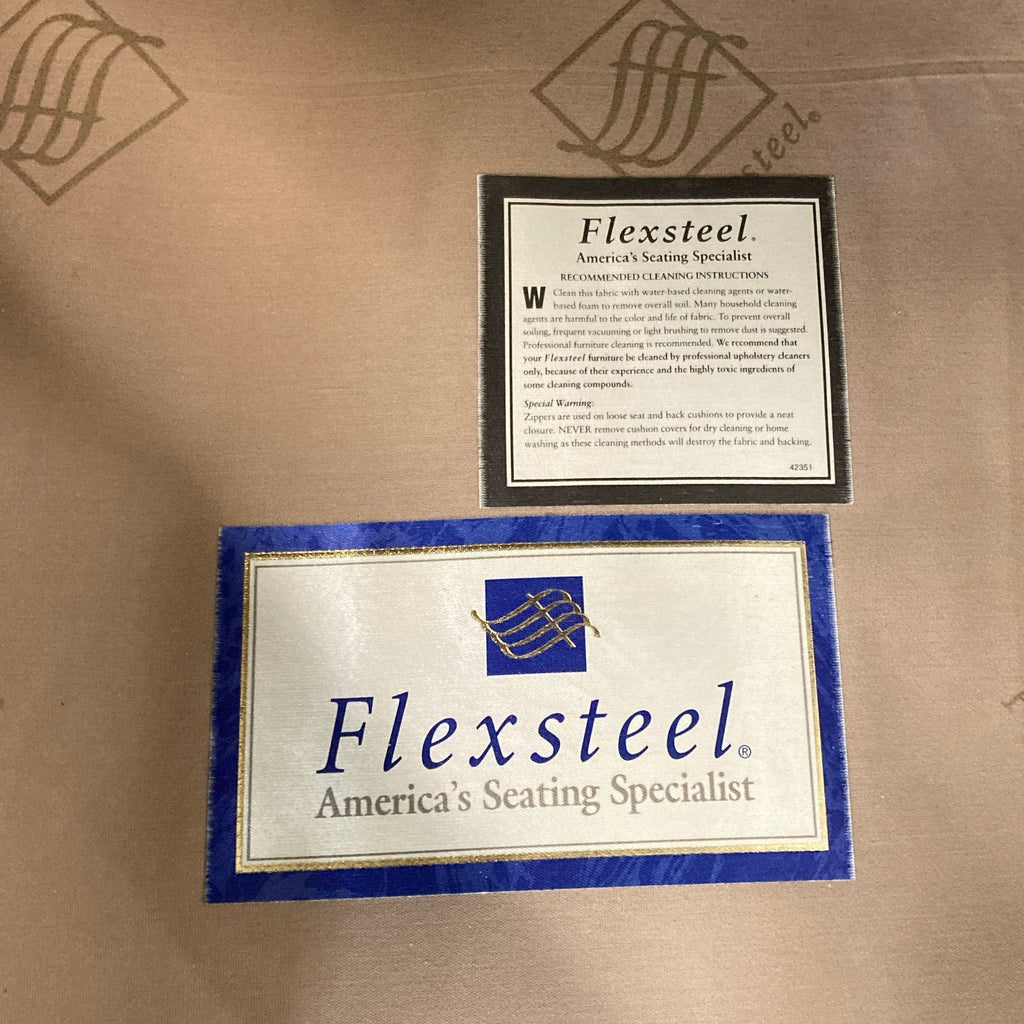 steel®
Flexsteel®
America's Seating Specialist
RECOMMENDED CLEANING INSTRUCTIONS
W Clean this fabric with water-based cleaning agents or water-
based foam to remove overall soil. Many household cleaning
agents are harmful to the color and life of fabric. To prevent overall
soiling, frequent vacuuming or light brushing to remove dust is suggested.
Professional furniture cleaning is recommended. We recommend that
your Flexsteel furniture be cleaned by professional upholstery cleaners
only, because of their experience and the highly toxic ingredients of
some cleaning compounds.
Special Warning:
Zippers are used on loose seat and back cushions to provide a neat
closure. NEVER remove cushion covers for dry cleaning or home
washing as these cleaning methods will destroy the fabric and backing.
42351
Flexsteel®
America's Seating Specialist